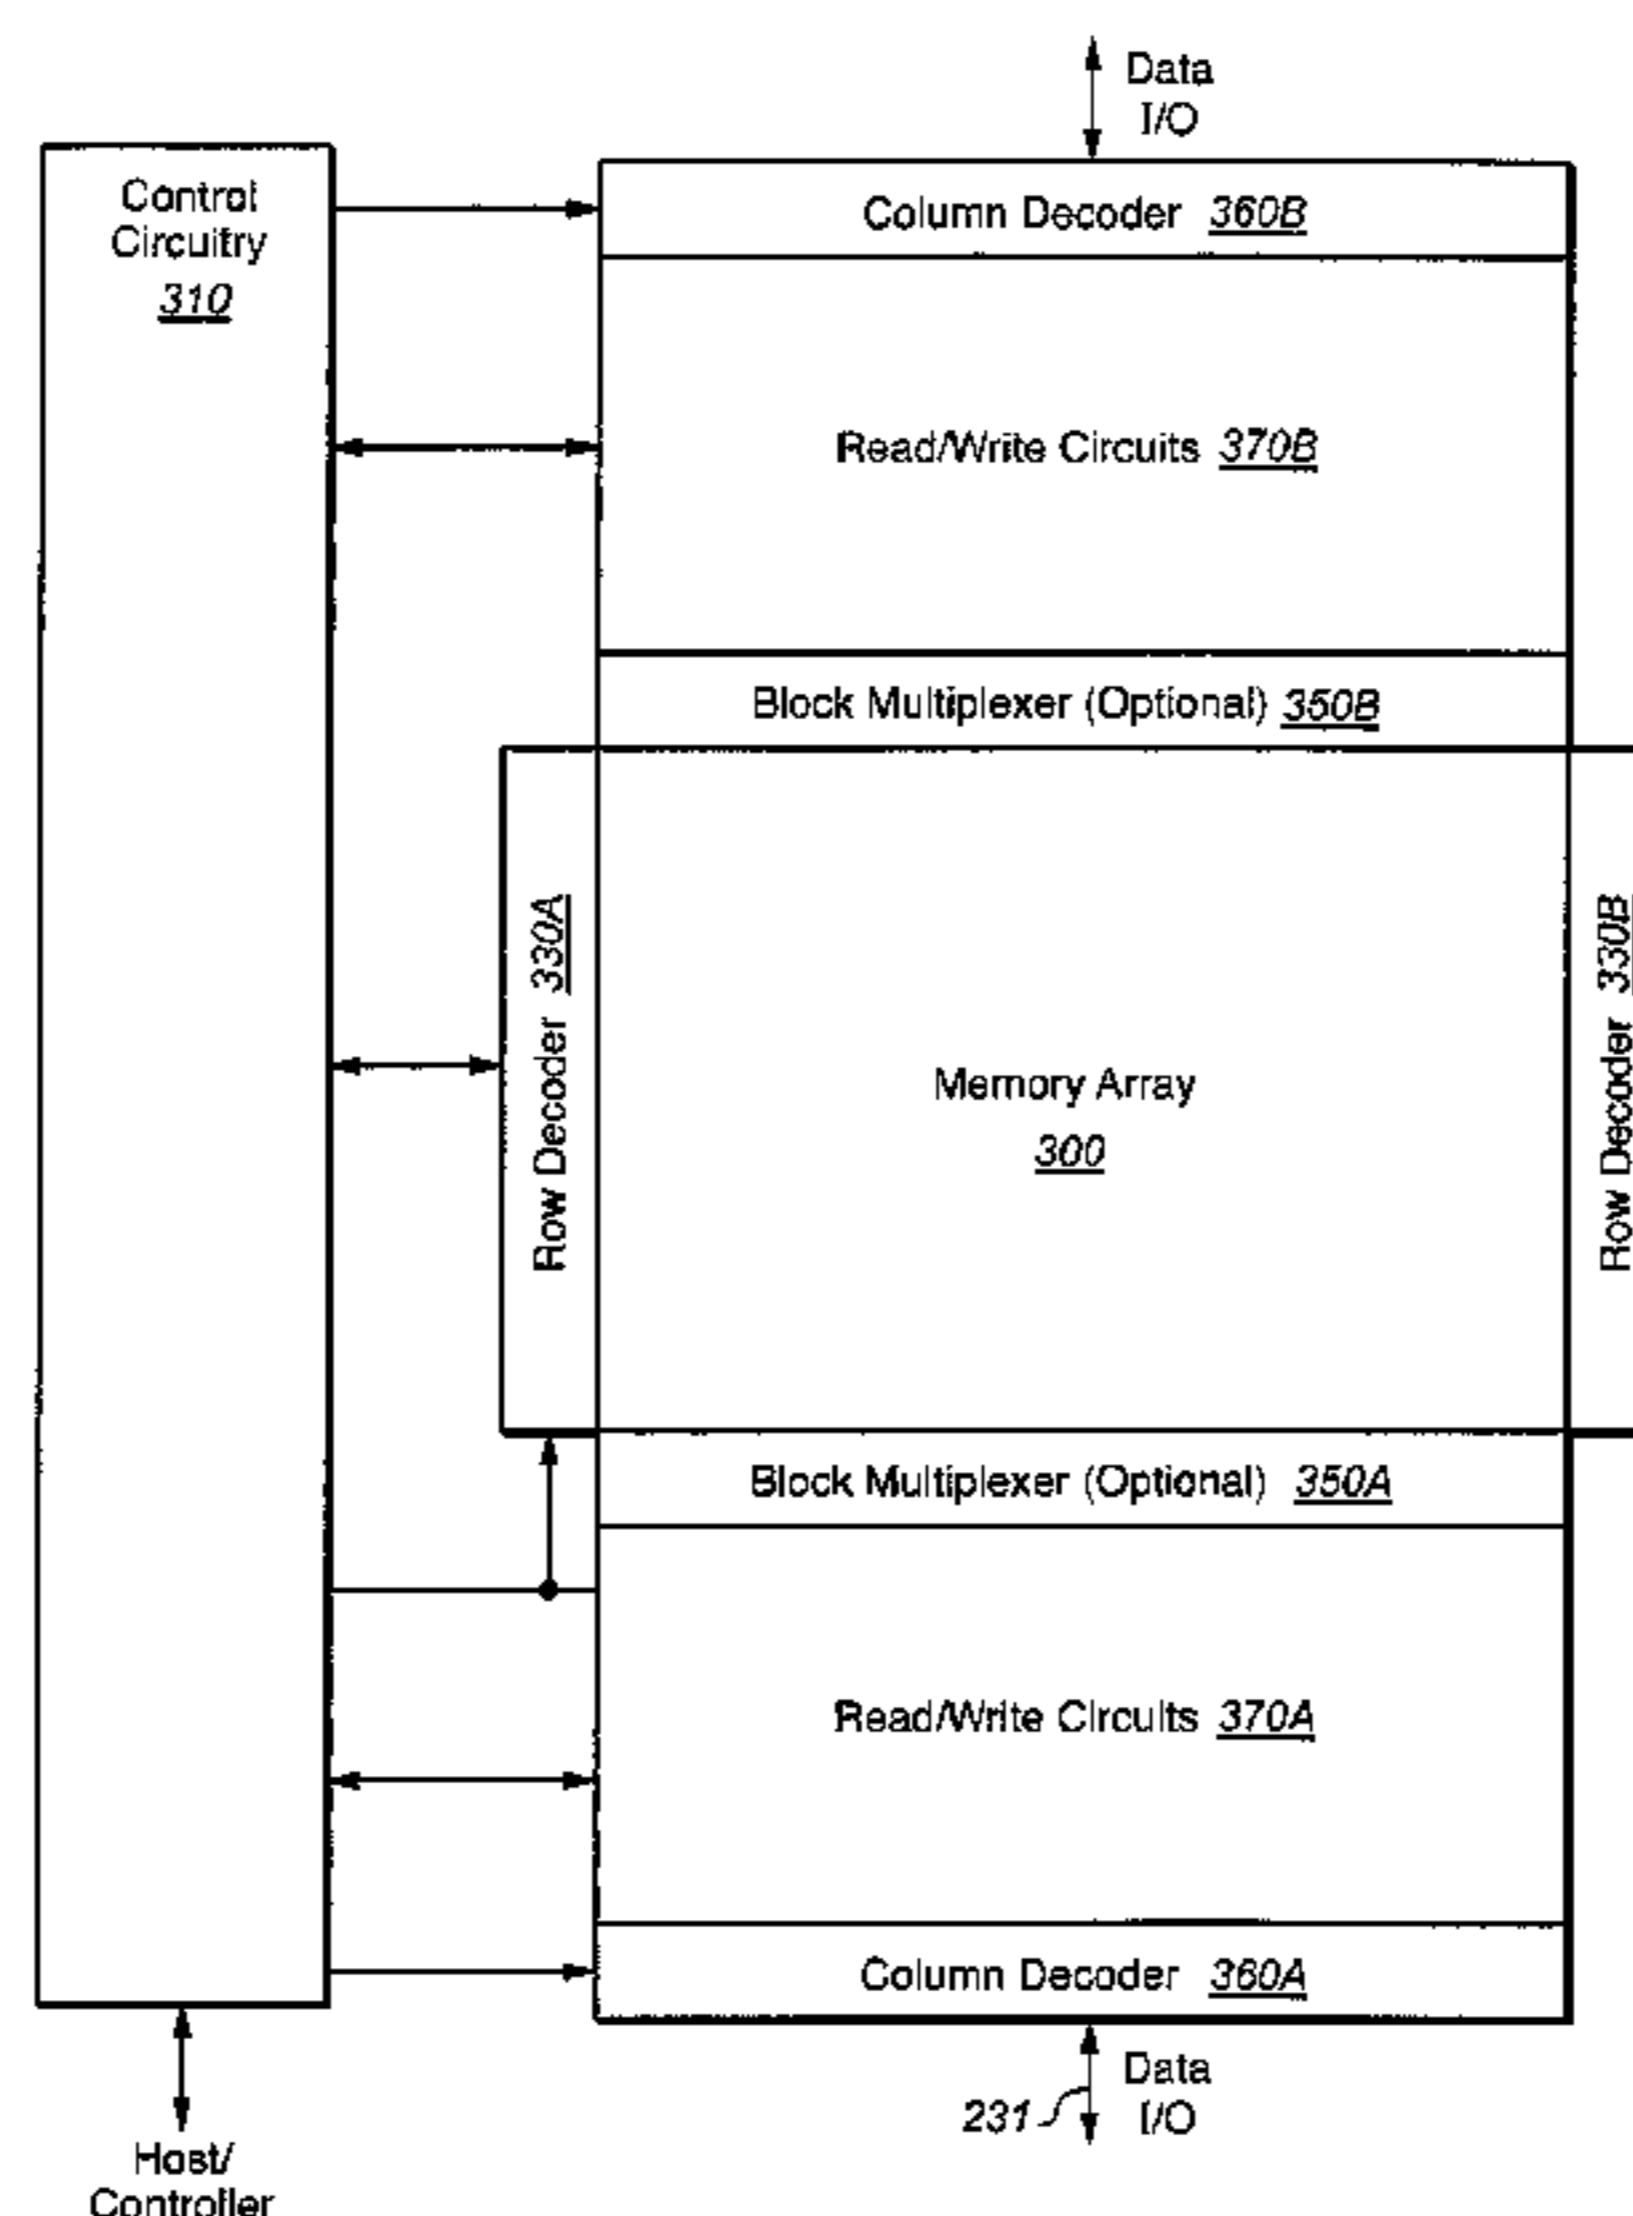 Data
I/O
Control
Circuitry
310
Column Decoder 360B
Read/Write Circuits 370B
Block Multiplexer (Optional) 350B
Row Decoder 330A
Memory Array
300
Row Decoder 330B
Block Multiplexer (Optional) 350A
Read/Write Circuits 370A
Column Decoder 360A
Data
I/O
231
Host/
Controller